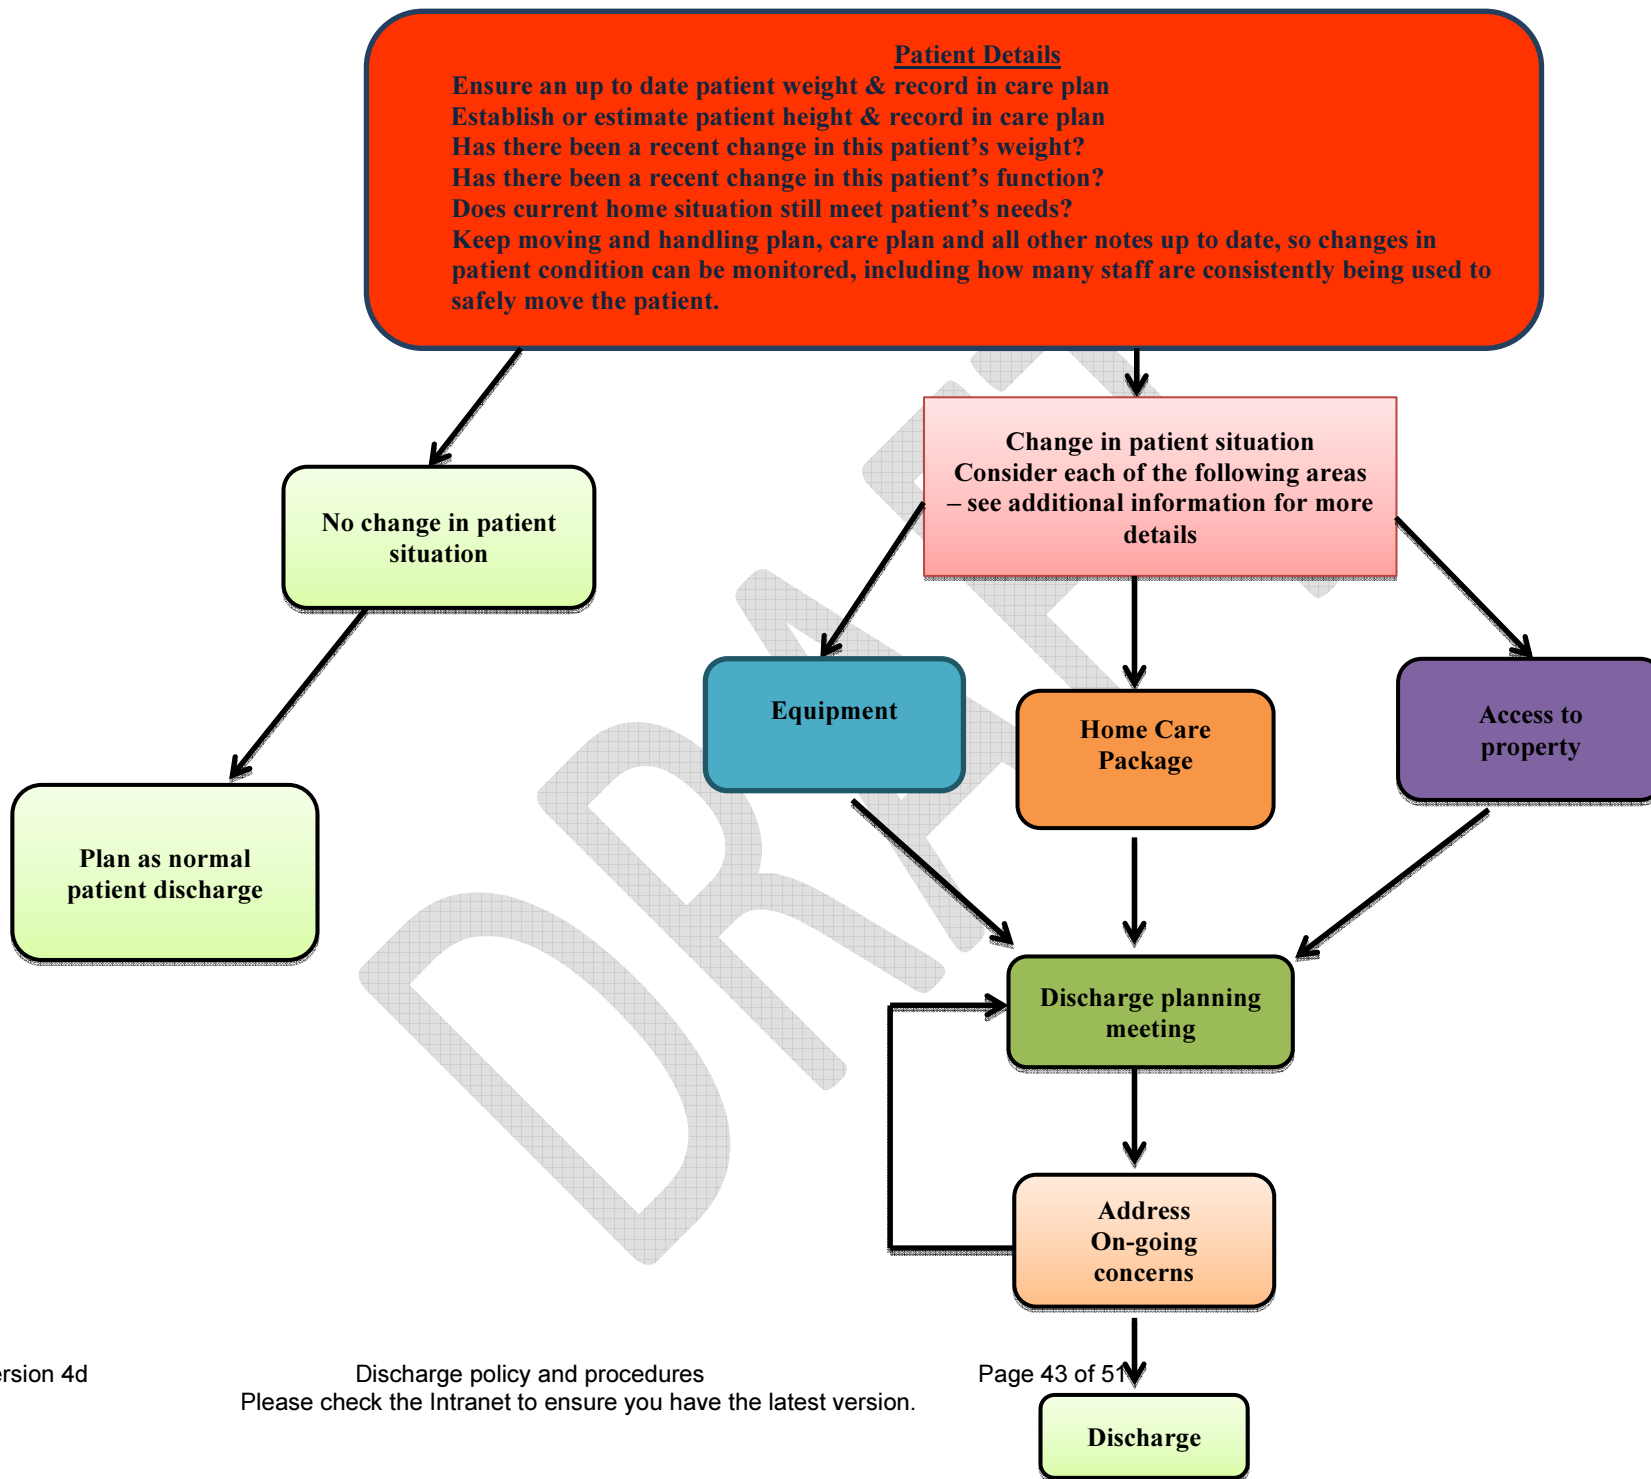 Patient Details
Ensure an up to date patient weight & record in care plan
Establish or estimate patient height & record in care plan
Has there been a recent change in this patient’s weight?
Has there been a recent change in this patient’s function?
Does current home situation still meet patient’s needs?
Keep moving and handling plan, care plan and all other notes up to date, so changes in
patient condition can be monitored, including how many staff are consistently being used to
safely move the patient.
Change in patient situation
Consider each of the following areas
– see additional information for more
details
No change in patient
situation
Equipment
Home Care
Package
Access to
property
Plan as normal
patient discharge
DRAFT
Discharge planning
meeting
Address
On-going
concerns
ersion 4d Discharge policy and procedures Page 43 of 51
Please check the Intranet to ensure you have the latest version.
Discharge